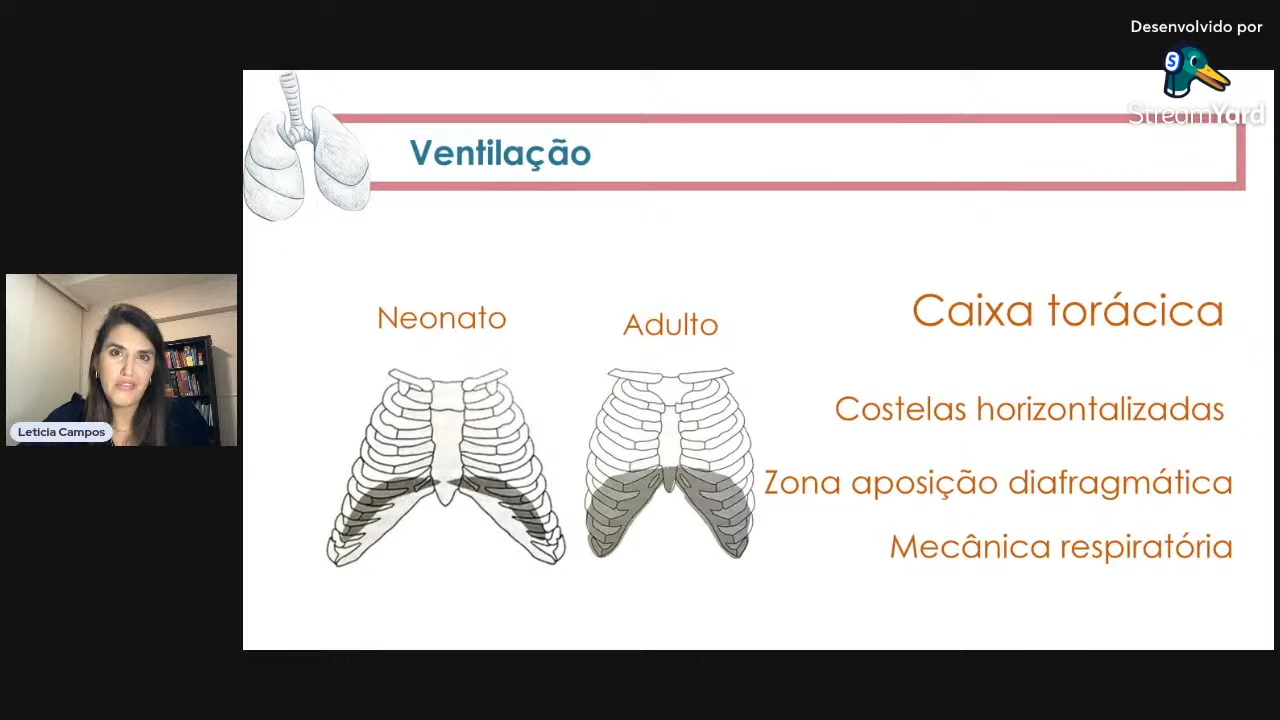 Desenvolvido por
StreamYard
Ventilação
Neonato
Adulto
Caixa torácica
Costelas horizontalizadas
Zona aposição diafragmática
Mecânica respiratória
Leticia Campos